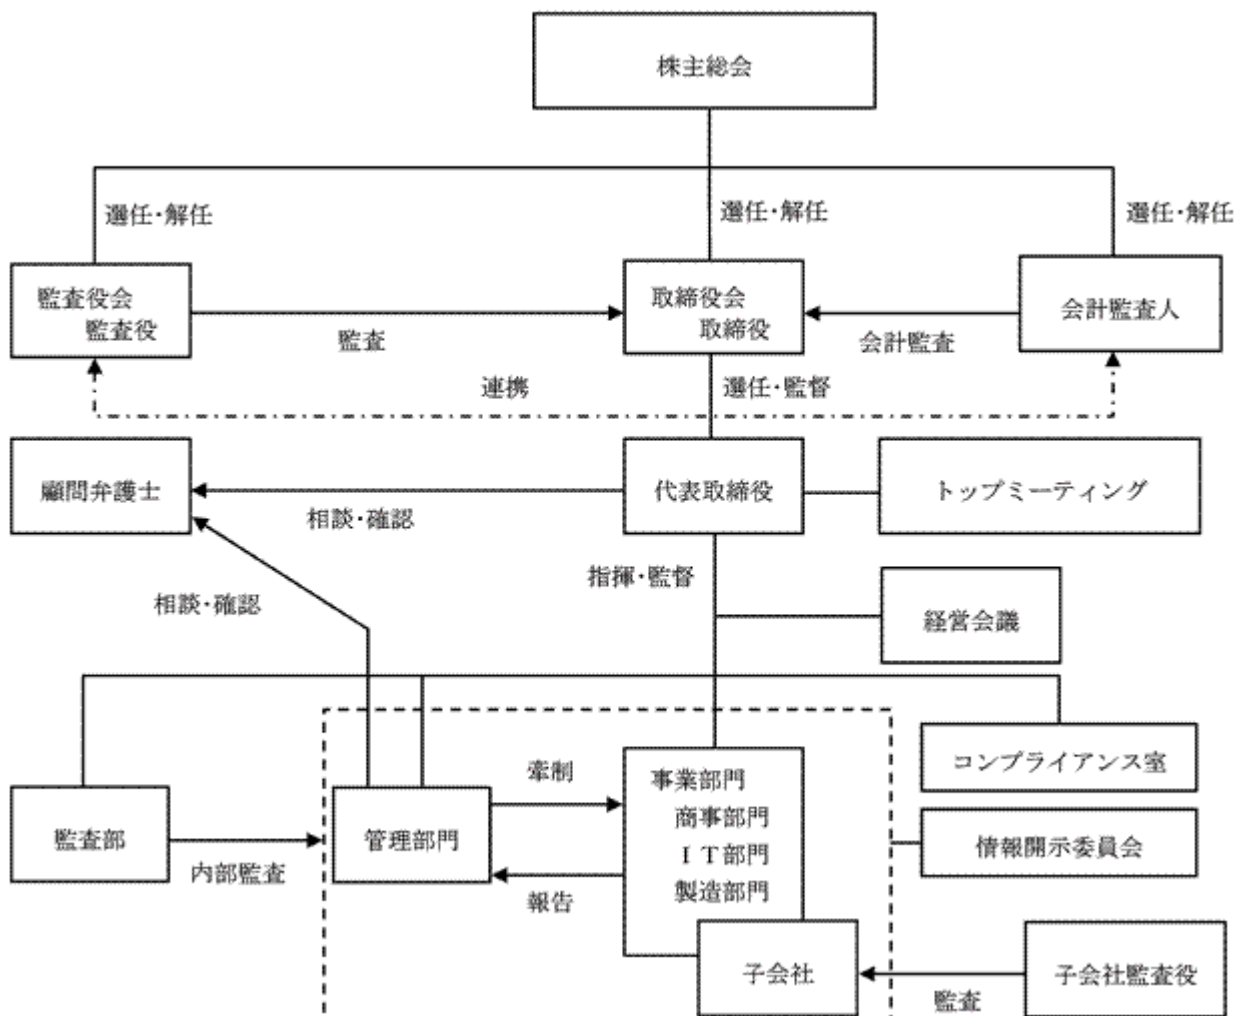 株主総会
選任・解任
選任・解任
選任・解任
監査役会
監査役
取締役会
取締役
会計監査人
監査
会計監査
連携
選任・監督
顧問弁護士
代表取締役
トップミーティング
相談・確認
指揮・監督
相談・確認
経営会議
コンプライアンス室
牽制
事業部門
商事部門
IT部門
製造部門
監査部
管理部門
情報開示委員会
内部監査
報告
子会社
子会社監査役
監査